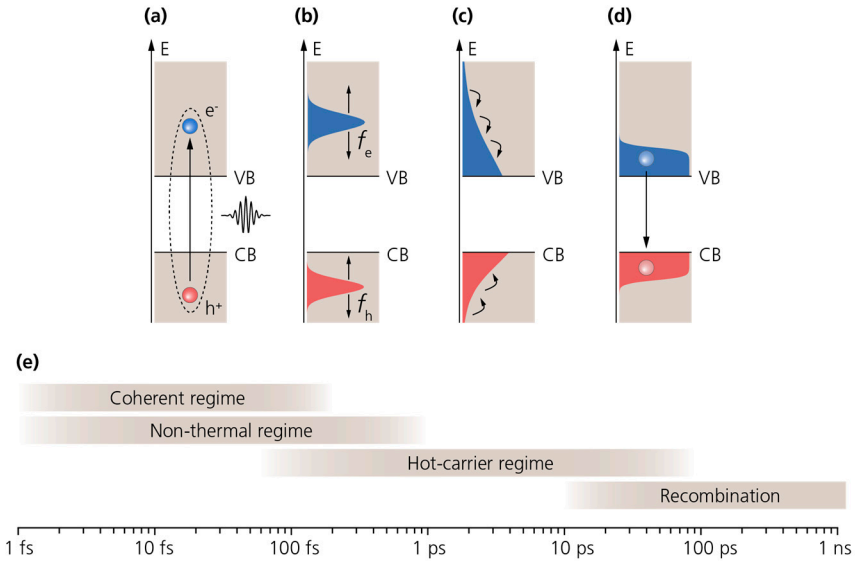 (a) (b) (c) (d)
E E E E
e-
fe
VB VB VB VB
CB CB CB CB
h+
fh
(e)
Coherent regime
Non-thermal regime
Hot-carrier regime
Recombination
1 fs 10 fs 100 fs 1 ps 10 ps 100 ps 1 ns